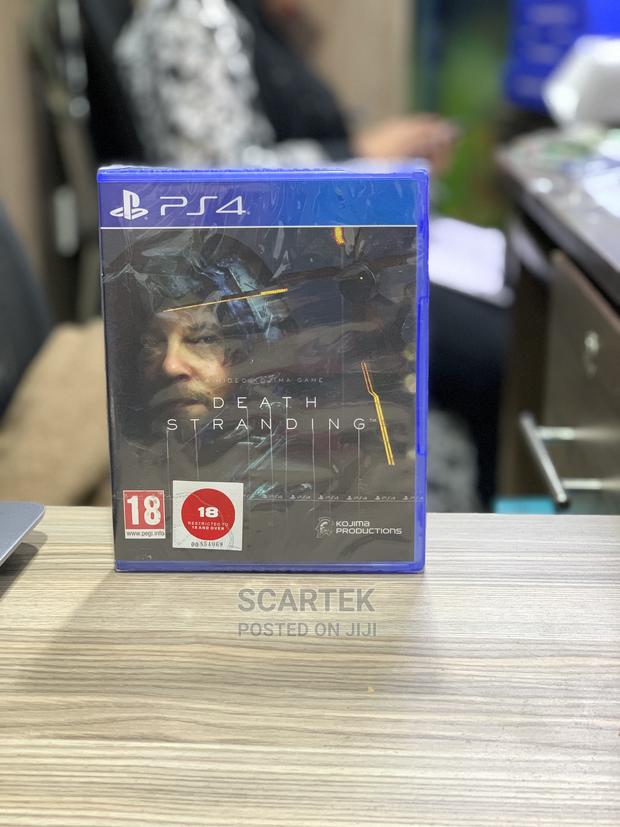 PS4
A HIDEO KOJIMA GAME
DEATH
STRANDING™
18
www.pegi.info
18
RESTRICTED TO
18 AND OVER
KOJIMA
PRODUCTIONS
SCARTEK
POSTED ON JIJI